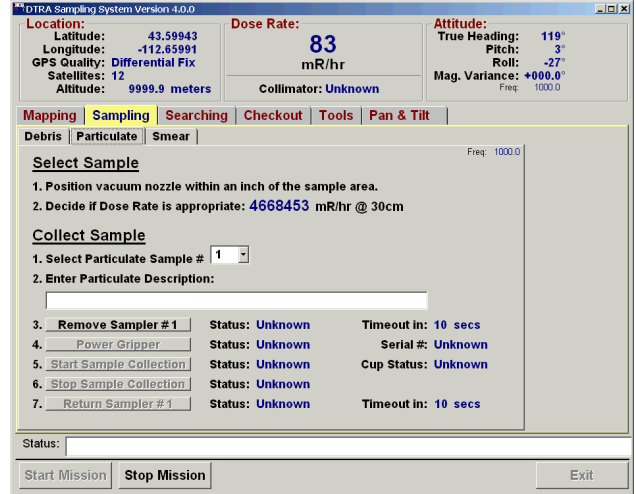 DTRA Sampling System Version 4.0.0
Location:
Latitude: 43.59943
Longitude: -112.65991
GPS Quality: Differential Fix
Satellites: 12
Altitude: 9999.9 meters
Dose Rate:
83
mR/hr
Collimator: Unknown
Attitude:
True Heading: 119°
Pitch: 3°
Roll: -27°
Mag. Variance: +000.0°
Freq: 1000.0
Mapping Sampling Searching Checkout Tools Pan & Tilt
Debris Particulate Smear
Freq: 1000.0
Select Sample
1. Position vacuum nozzle within an inch of the sample area.
2. Decide if Dose Rate is appropriate: 4668453 mR/hr @ 30cm
Collect Sample
1. Select Particulate Sample # 1
2. Enter Particulate Description:
3. Remove Sampler #1 Status: Unknown Timeout in: 10 secs
4. Power Gripper Status: Unknown Serial #: Unknown
5. Start Sample Collection Status: Unknown Cup Status: Unknown
6. Stop Sample Collection Status: Unknown
7. Return Sampler #1 Status: Unknown Timeout in: 10 secs
Status:
Start Mission Stop Mission Exit